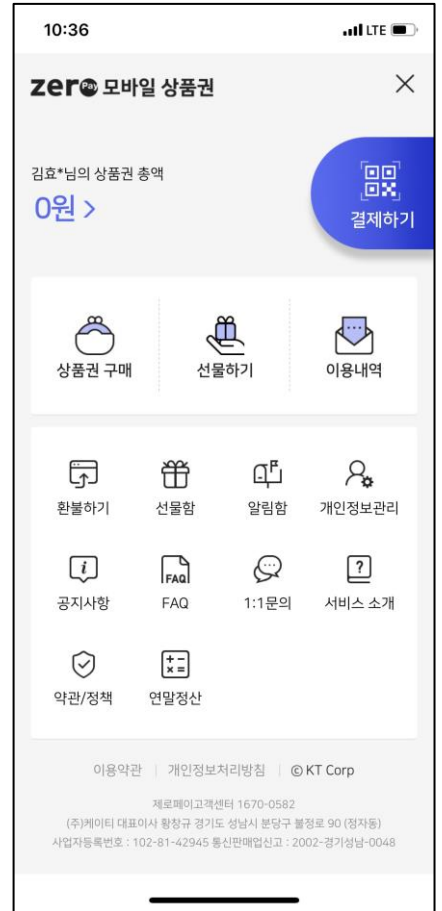 10:36 LTE
zero Pay 모바일 상품권
김효*님의 상품권 총액
0원 >
결제하기
상품권 구매 선물하기 이용내역
환불하기 선물함 알림함 개인정보관리
i FAQ ?
공지사항 FAQ 1:1문의 서비스 소개
약관/정책 연말정산
이용약관 | 개인정보처리방침 | © KT Corp
제로페이고객센터 1670-0582
(주)케이티 대표이사 황창규 경기도 성남시 분당구 불정로 90 (정자동)
사업자등록번호 : 102-81-42945 통신판매업신고 : 2002-경기성남-0048